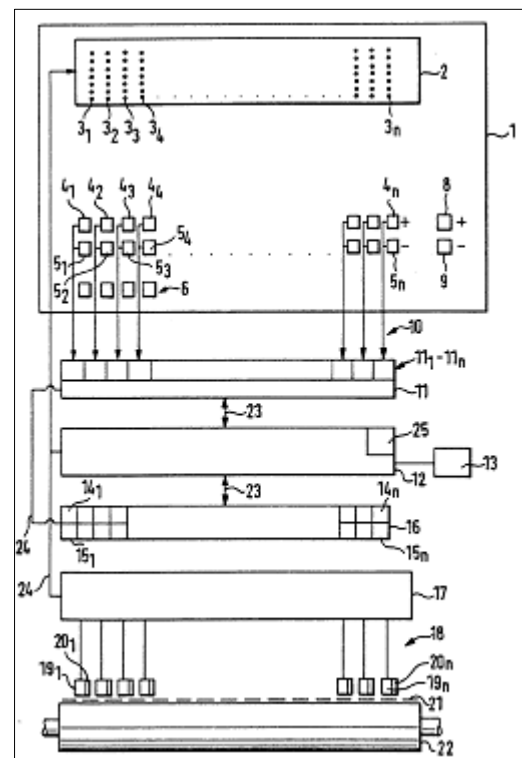 2
3₁ 3₂ 3₃ 3₄ 3ₙ
1
4₁ 4₂ 4₃ 4₄ 4ₙ 8
+ +
5₁ 5₂ 5₃ 5₄ - -
5ₙ 9
6
10
11₁-11ₙ
11
23
25
12 13
23
14₁ 14ₙ
16
24 15₁ 15ₙ
24
17
18
20₁ 20ₙ
19₁ 19ₙ
21
22